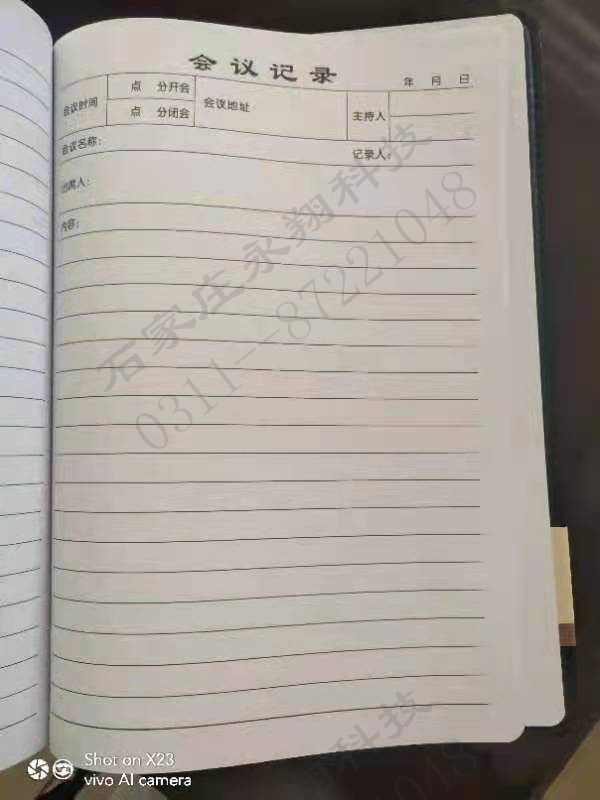 会议记录
年 月 日
会议时间 点 分开会 会议地址 主持人
点 分闭会
会议名称： 记录人：
出席人：
内容：
石家庄永翔科技
0311--87221048
永翔科技
Shot on X23
vivo AI camera